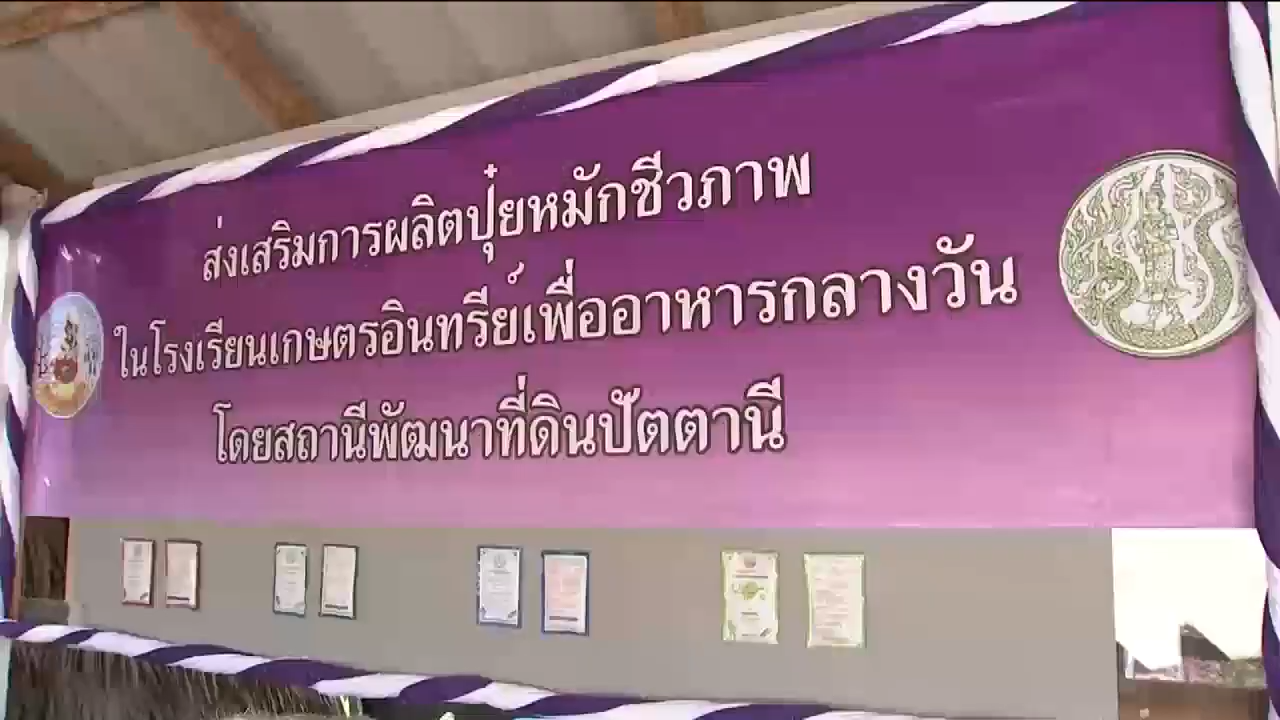 ส่งเสริมการผลิตปุ๋ยหมักชีวภาพ
ในโรงเรียนเกษตรอินทรีย์เพื่ออาหารกลางวัน
โดยสถานีพัฒนาที่ดินปัตตานี